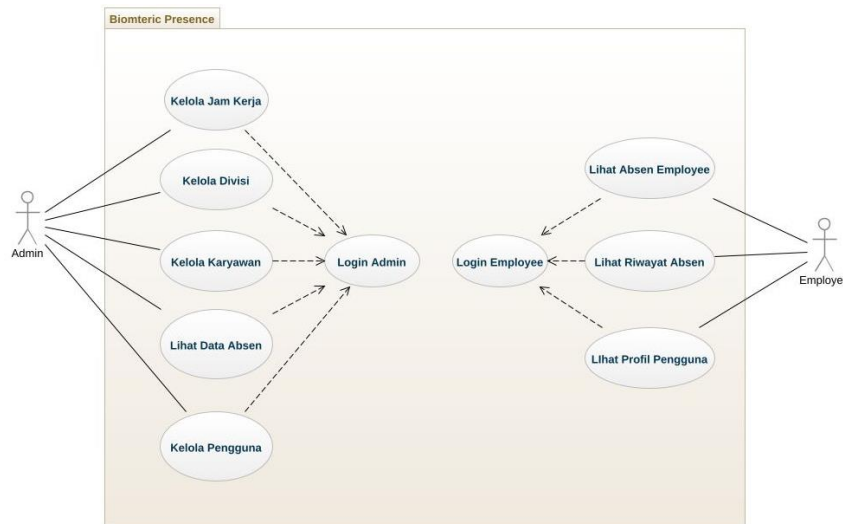 Biomteric Presence
Kelola Jam Kerja
Kelola Divisi
Lihat Absen Employee
Admin
Kelola Karyawan
Login Admin
Login Employee
Lihat Riwayat Absen
Employe
Lihat Data Absen
LIhat Profil Pengguna
Kelola Pengguna